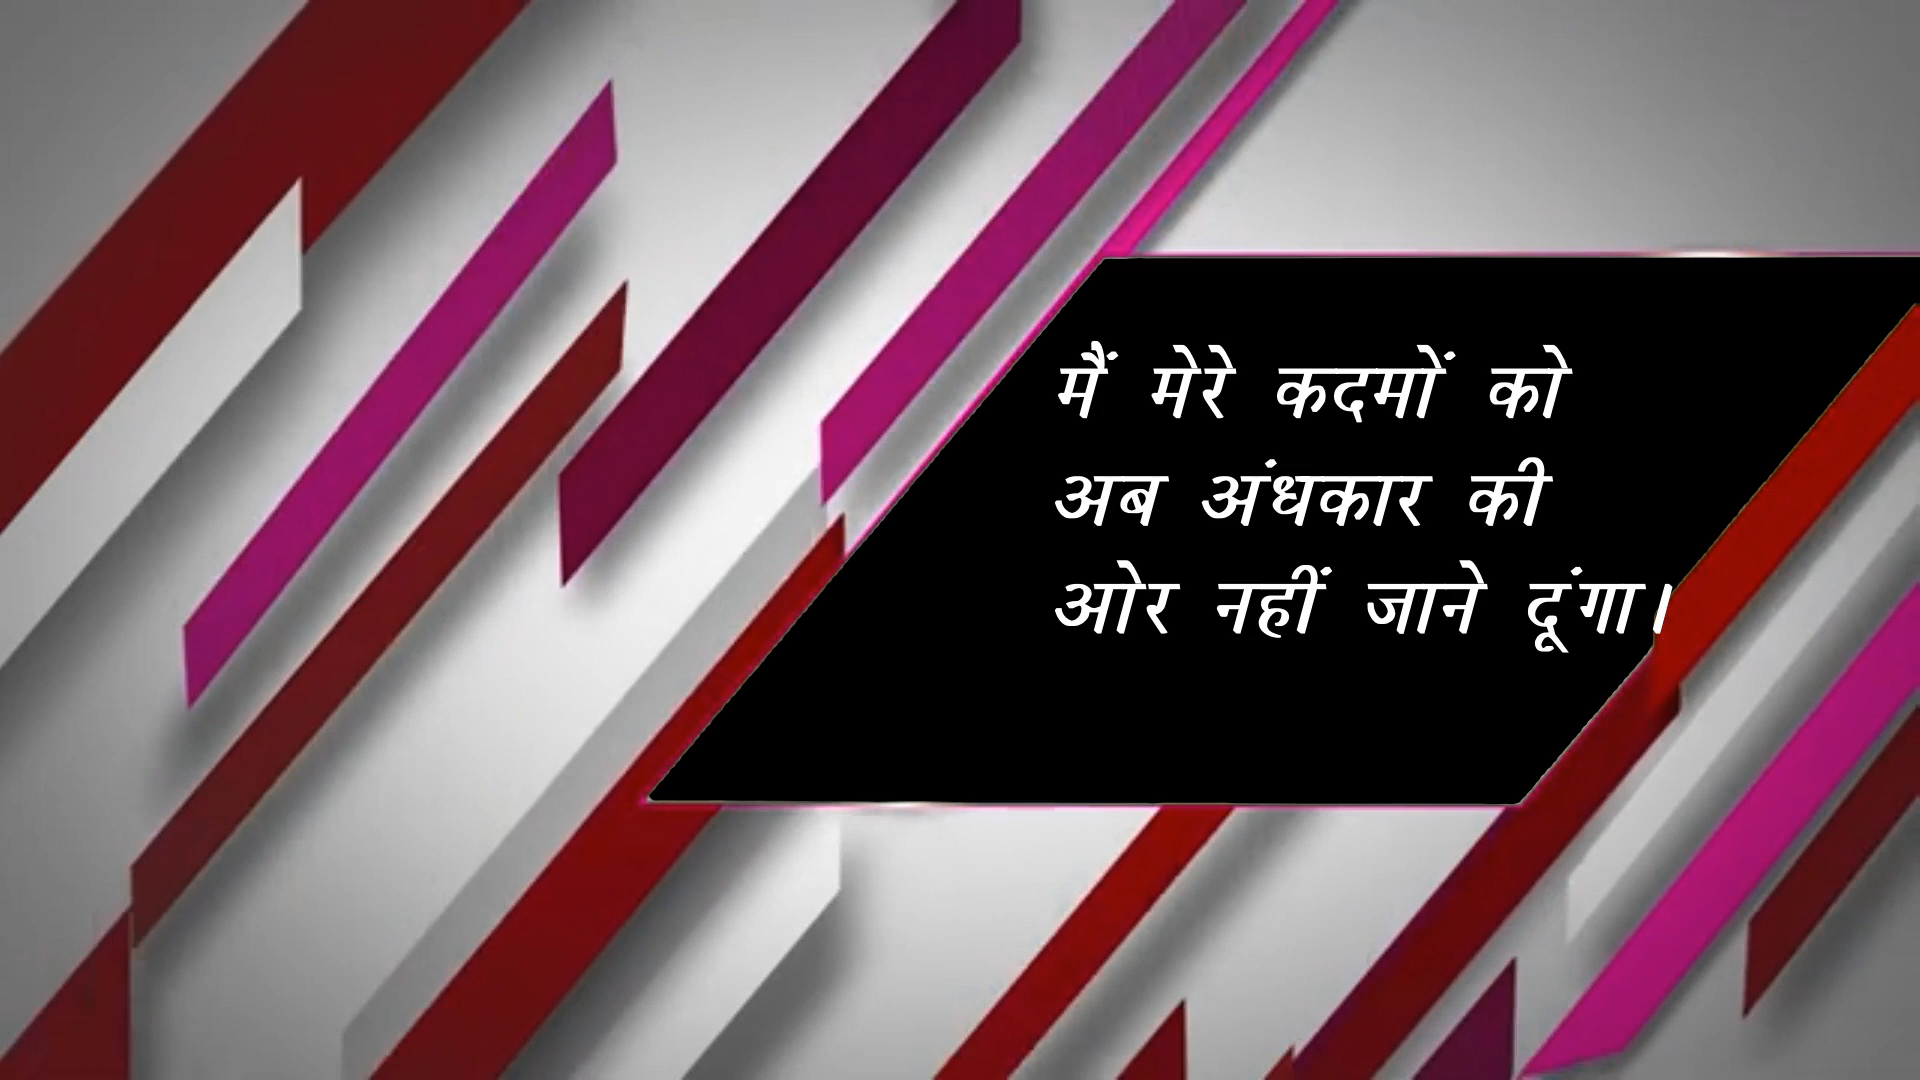 मैं मेरे कदमों को
अब अंधकार की
ओर नहीं जाने दूंगा।